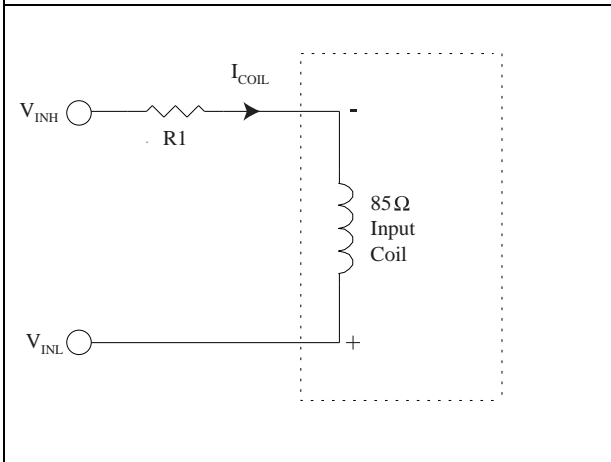 I_COIL
V_INH
-
R1
85Ω
Input
Coil
V_INL
+